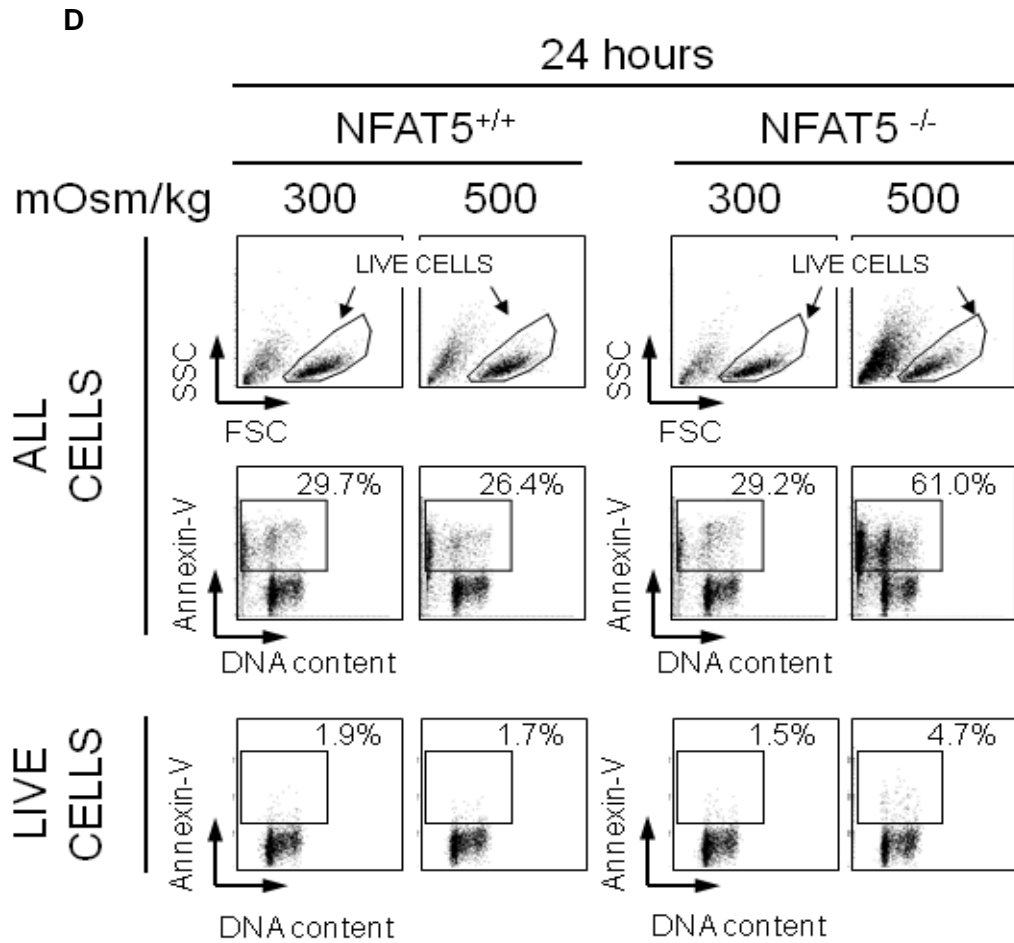 D
24 hours
NFAT5+/+ NFAT5 -/-
mOsm/kg 300 500 300 500
LIVE CELLS LIVE CELLS
ALL CELLS
SSC SSC
FSC FSC
29.7% 26.4% 29.2% 61.0%
Annexin-V Annexin-V
DNA content DNA content
LIVE CELLS
1.9% 1.7% 1.5% 4.7%
Annexin-V Annexin-V
DNA content DNA content